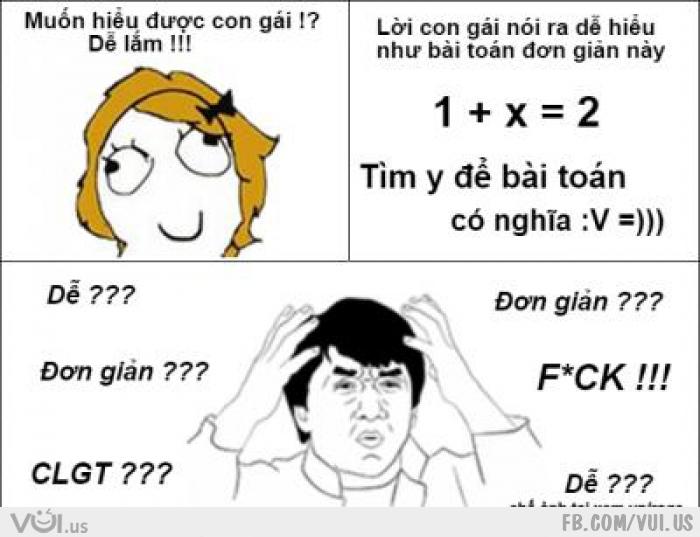 Muốn hiểu được con gái !?
Dễ lắm !!!
Lời con gái nói ra dễ hiểu
như bài toán đơn giản này
1 + x = 2
Tìm y để bài toán
có nghĩa :V =)))
Dễ ???
Đơn giản ???
Đơn giản ???
F*CK !!!
CLGT ???
Dễ ???
VUI.us
FB.COM/VUI.US